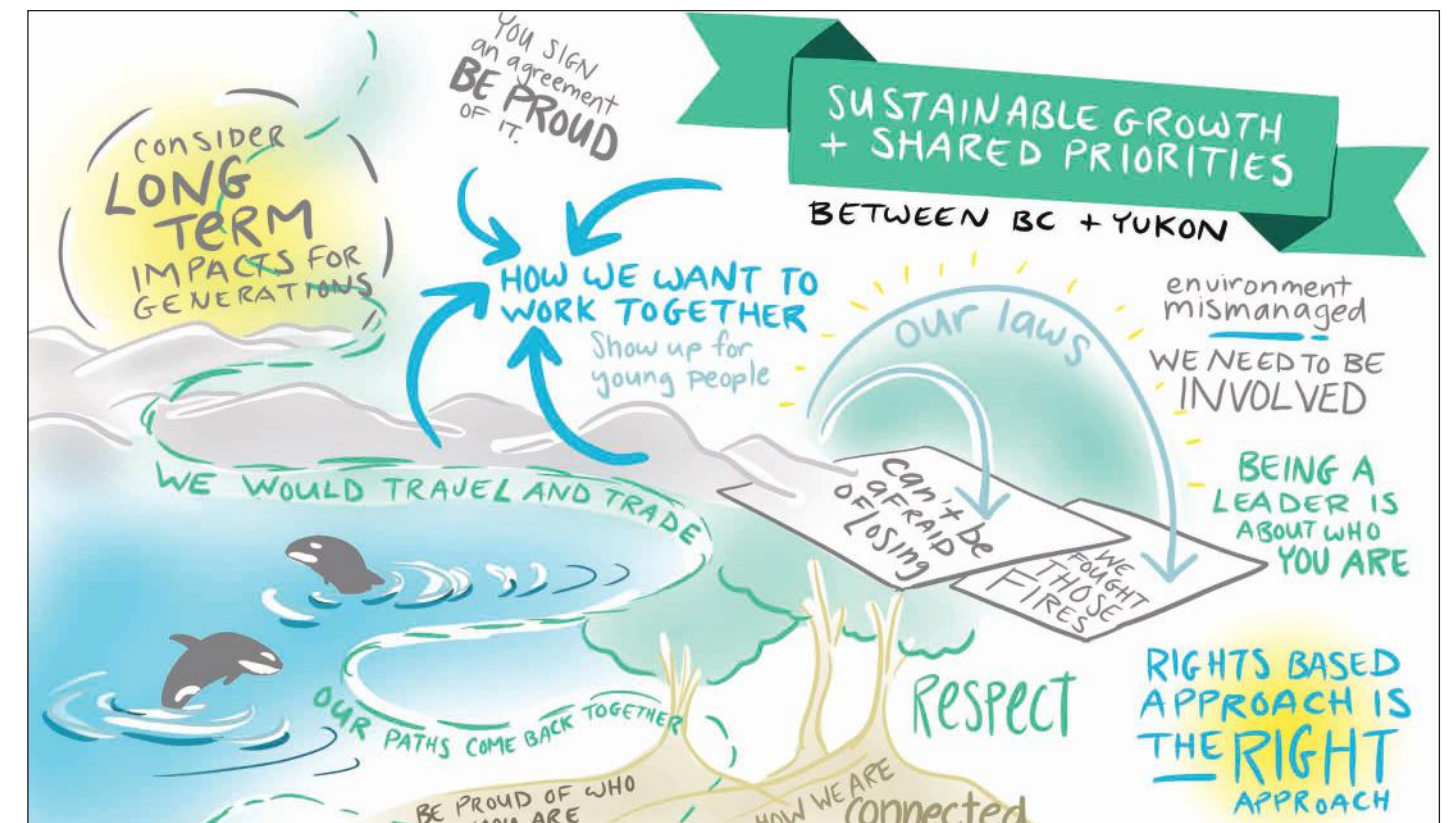 YOU SIGN
an agreement
BE PROUD
OF IT.
SUSTAINABLE GROWTH
+ SHARED PRIORITIES
BETWEEN BC + YUKON
CONSIDER
LONG
TERM
IMPACTS FOR
GENERATIONS
HOW WE WANT TO
WORK TOGETHER
Show up for
young people
our laws
environment
mismanaged
WE NEED TO BE
INVOLVED
BEING A
LEADER IS
ABOUT WHO
YOU ARE
WE WOULD TRAVEL AND TRADE
can't be
AFRAID
OF LOSING
WE
FOUGHT
THOSE
FIRES
OUR PATHS COME BACK TOGETHER
RESPECT
RIGHTS BASED
APPROACH IS
THE RIGHT
APPROACH
BE PROUD OF WHO
YOU ARE
HOW WE ARE
connected